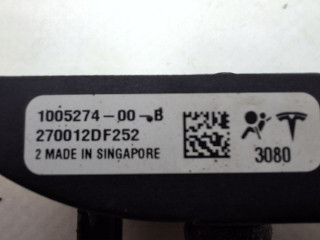 1005274-00-B
270012DF252
2 MADE IN SINGAPORE
3080